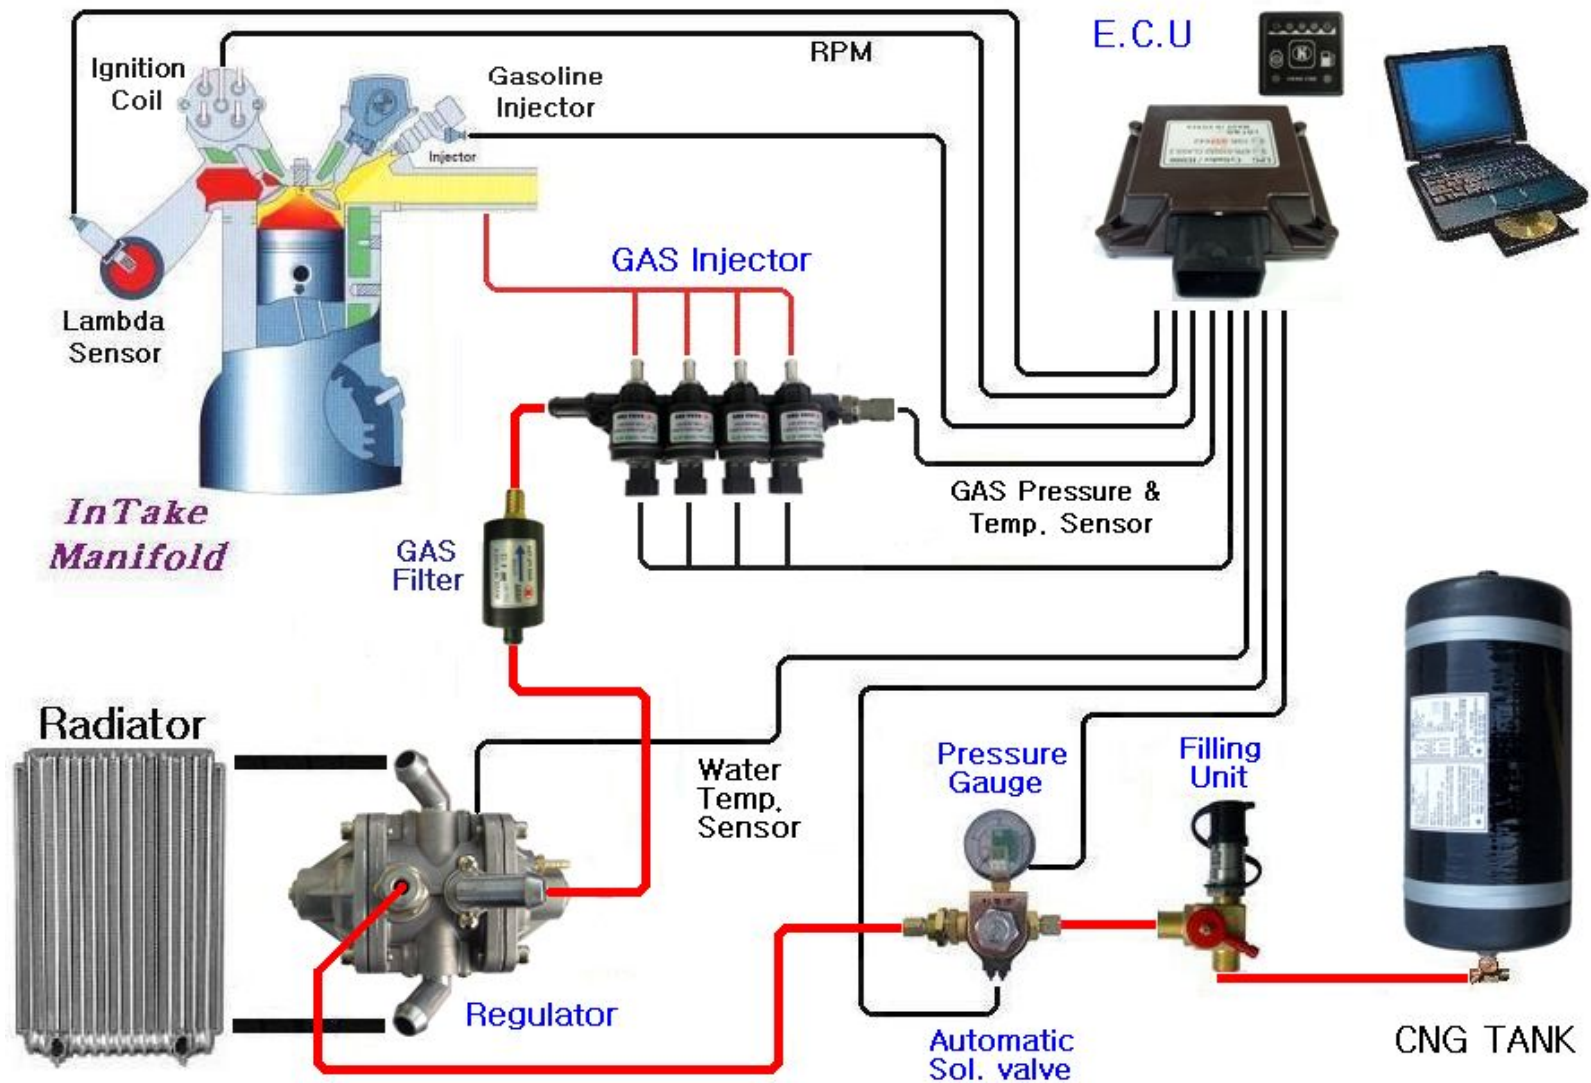 E.C.U
RPM
Ignition
Coil
Gasoline
Injector
Injector
GAS Injector
Lambda
Sensor
GAS Pressure &
Temp. Sensor
InTake
Manifold
GAS
Filter
Radiator
Water
Temp.
Sensor
Pressure
Gauge
Filling
Unit
Regulator
Automatic
Sol. valve
CNG TANK